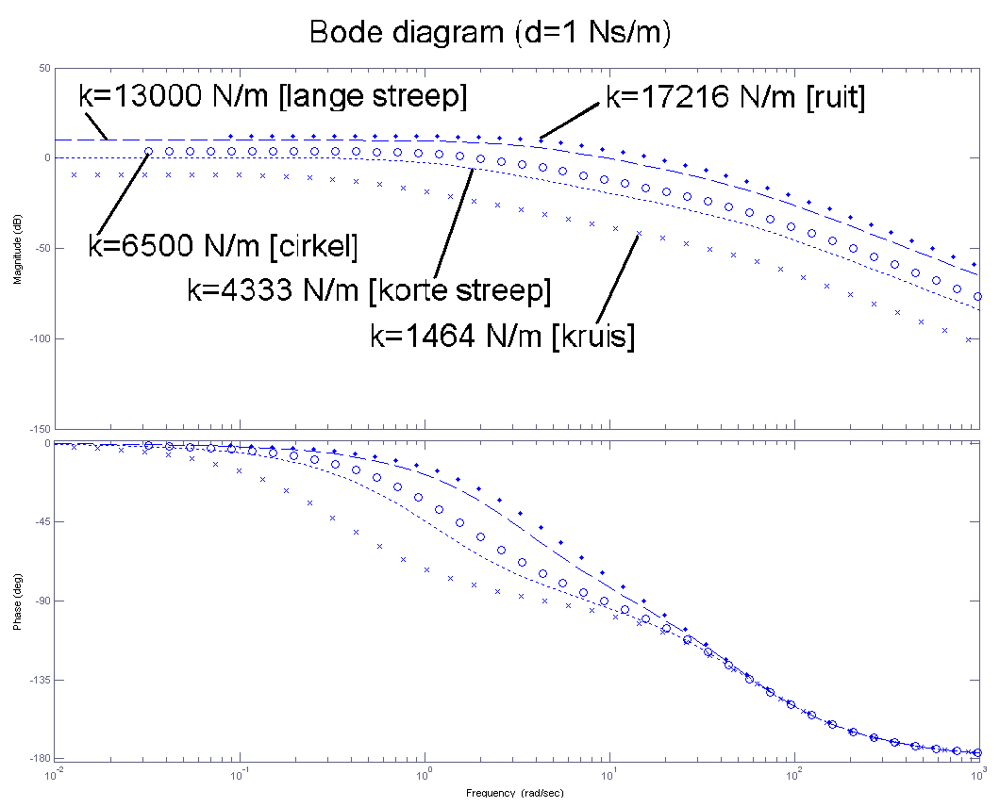 Bode diagram (d=1 Ns/m)
50
k=13000 N/m [lange streep]
k=17216 N/m [ruit]
0
Magnitude (dB)
k=6500 N/m [cirkel]
-50
k=4333 N/m [korte streep]
k=1464 N/m [kruis]
-100
-150
0
-45
Phase (deg)
-90
-135
-180
10^-2 10^-1 10^0 10^1 10^2 10^3
Frequency (rad/sec)